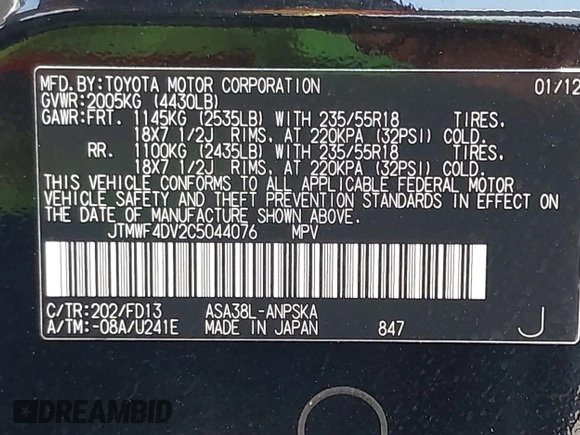 MFD.BY:TOYOTA MOTOR CORPORATION 01/12
GVWR:2005KG (4430LB)
GAWR:FRT. 1145KG (2535LB) WITH 235/55R18 TIRES.
18X7 1/2J RIMS, AT 220KPA (32PSI) COLD.
RR. 1100KG (2435LB) WITH 235/55R18 TIRES.
18X7 1/2J RIMS, AT 220KPA (32PSI) COLD.
THIS VEHICLE CONFORMS TO ALL APPLICABLE FEDERAL MOTOR
VEHICLE SAFETY AND THEFT PREVENTION STANDARDS IN EFFECT ON
THE DATE OF MANUFACTURE SHOWN ABOVE.
JTMWF4DV2C5044076 MPV
C/TR:202/FD13 ASA38L-ANPSKA
A/TM:-08A/U241E MADE IN JAPAN 847 J
DREAMBID